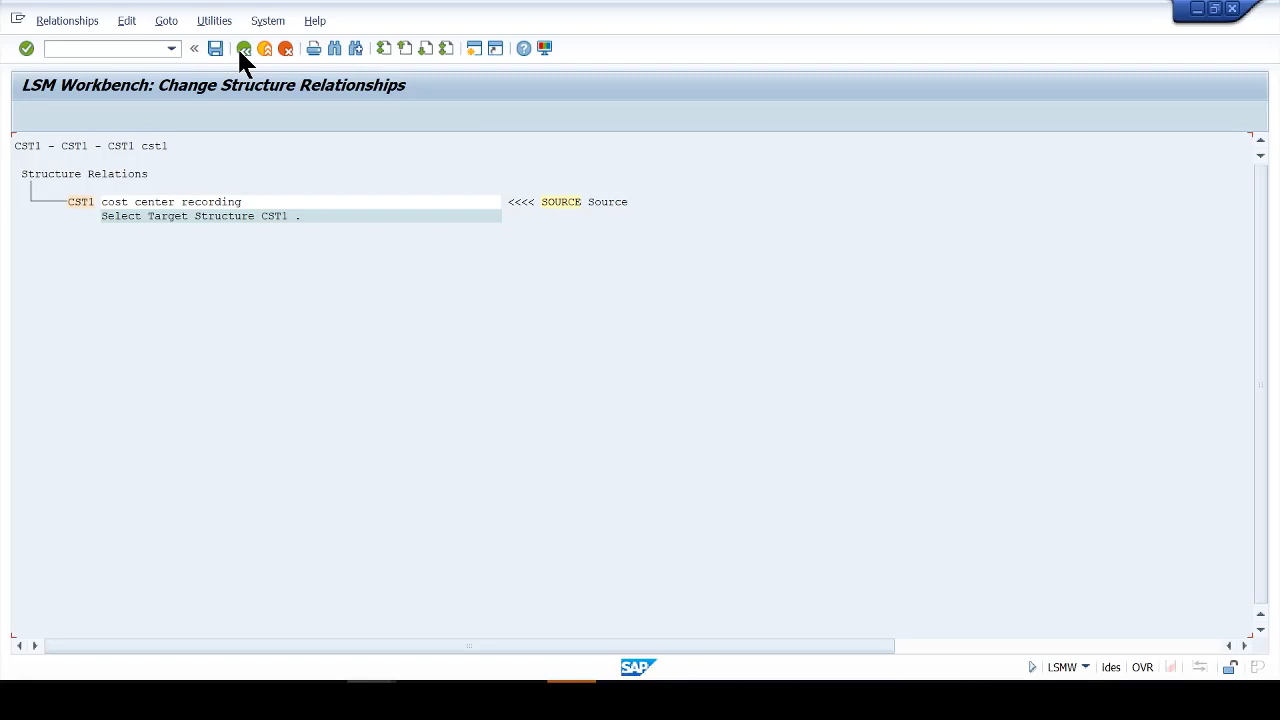 Relationships Edit Goto Utilities System Help
LSM Workbench: Change Structure Relationships
CST1 - CST1 - CST1 cst1
Structure Relations
CST1 cost center recording <<<< SOURCE Source
Select Target Structure CST1 .
SAP
LSMW Ides OVR